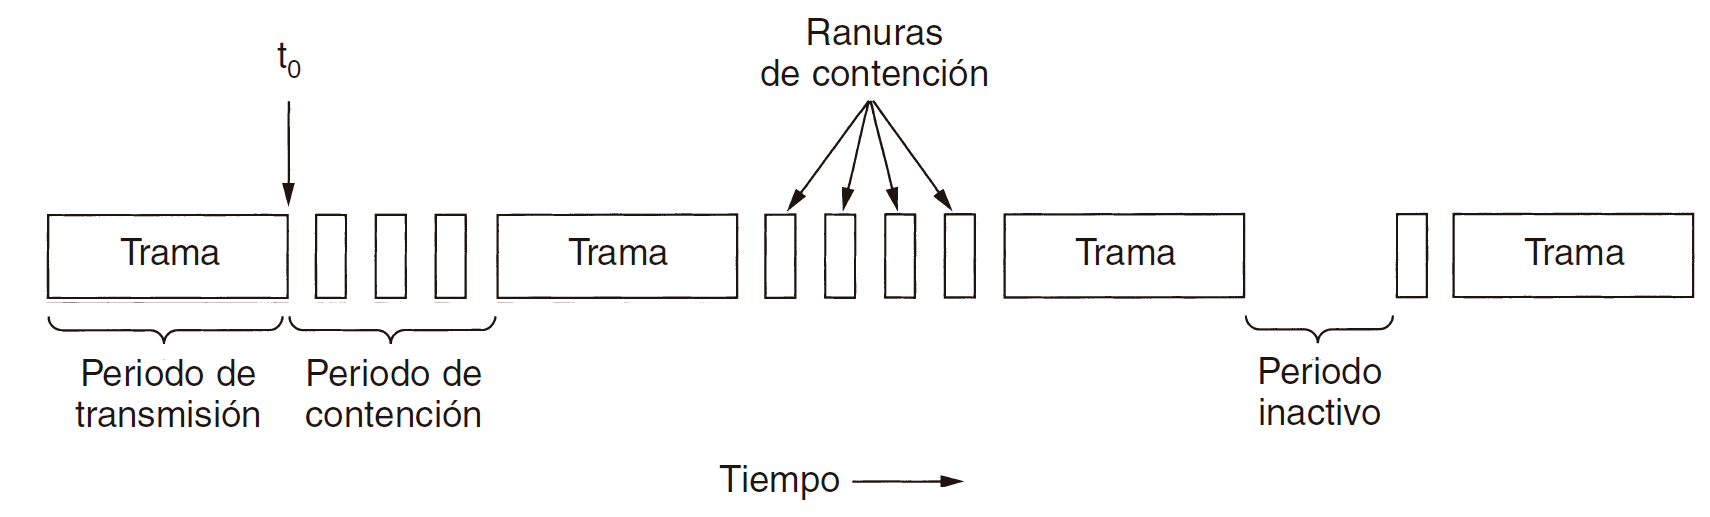 Ranuras
de contención
t0
Trama
Trama
Trama
Trama
Periodo de
transmisión
Periodo de
contención
Periodo
inactivo
Tiempo